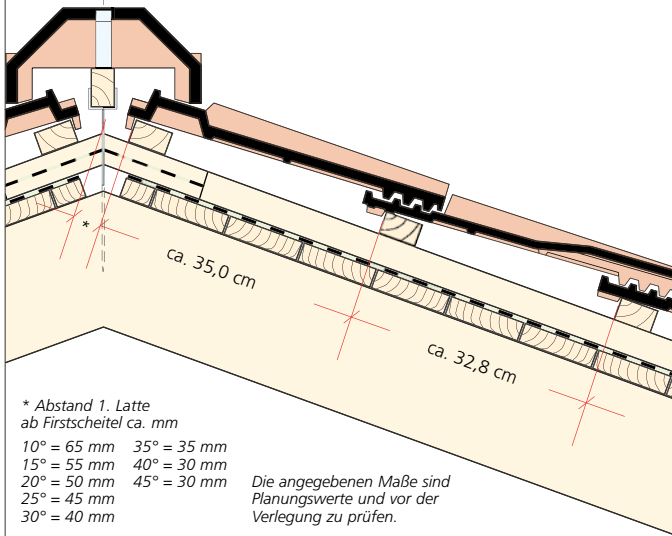 *
ca. 35,0 cm
ca. 32,8 cm
* Abstand 1. Latte
ab Firstscheitel ca. mm
10° = 65 mm 35° = 35 mm
15° = 55 mm 40° = 30 mm
20° = 50 mm 45° = 30 mm
25° = 45 mm
30° = 40 mm
Die angegebenen Maße sind
Planungswerte und vor der
Verlegung zu prüfen.